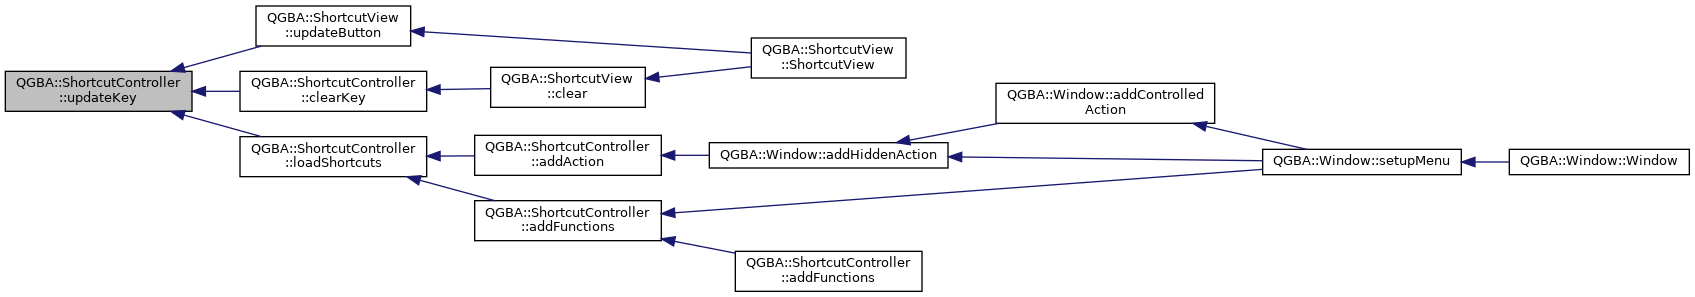 QGBA::ShortcutView
::updateButton
QGBA::ShortcutView
::ShortcutView
QGBA::ShortcutController
::updateKey
QGBA::ShortcutController
::clearKey
QGBA::ShortcutView
::clear
QGBA::Window::addControlled
Action
QGBA::ShortcutController
::loadShortcuts
QGBA::ShortcutController
::addAction
QGBA::Window::addHiddenAction
QGBA::Window::setupMenu
QGBA::Window::Window
QGBA::ShortcutController
::addFunctions
QGBA::ShortcutController
::addFunctions